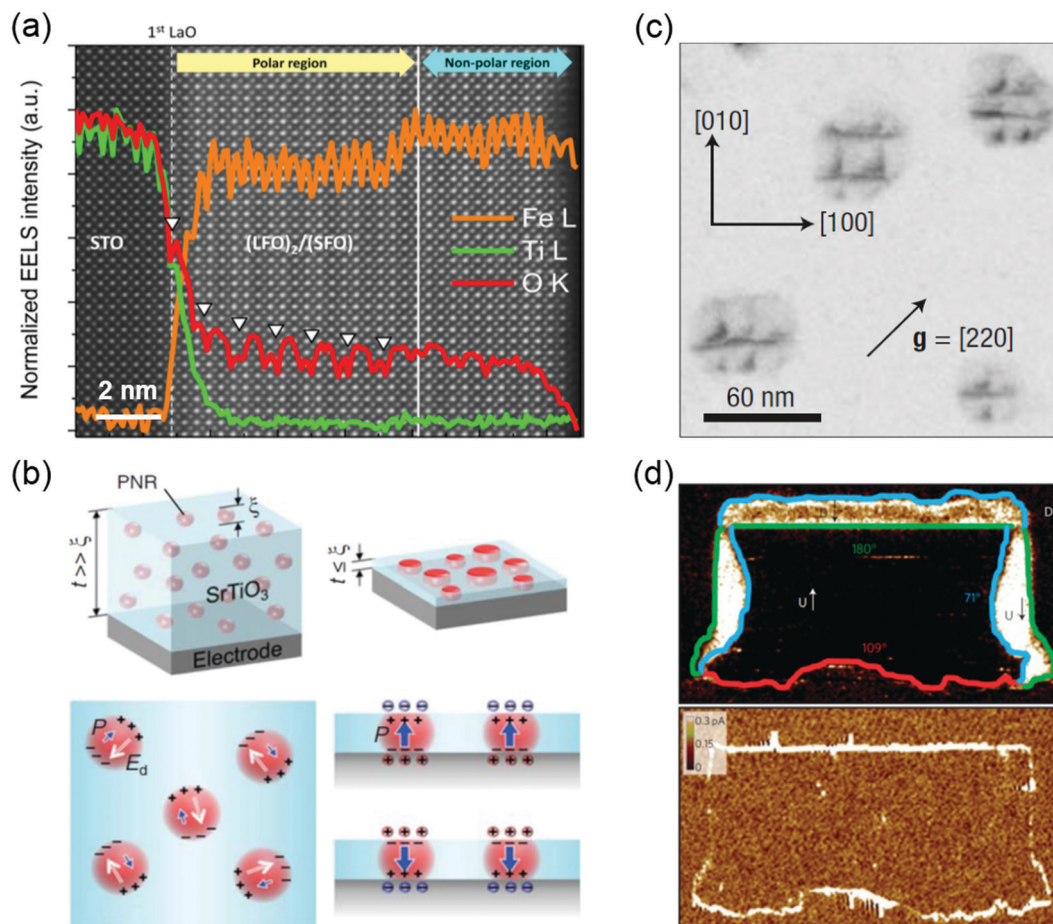 (a)
1st LaO
Polar region
Non-polar region
Normalized EELS intensity (a.u.)
STO
(LFO)₂/(SFO)
Fe L
Ti L
O K
2 nm
(b)
PNR
ξ
t >> ξ
SrTiO₃
Electrode
t ≤ ξ
P
E_d
P
(c)
[010]
[100]
g = [220]
60 nm
(d)
D
180°
U
71°
U
109°
0.3 pA
0.15
0